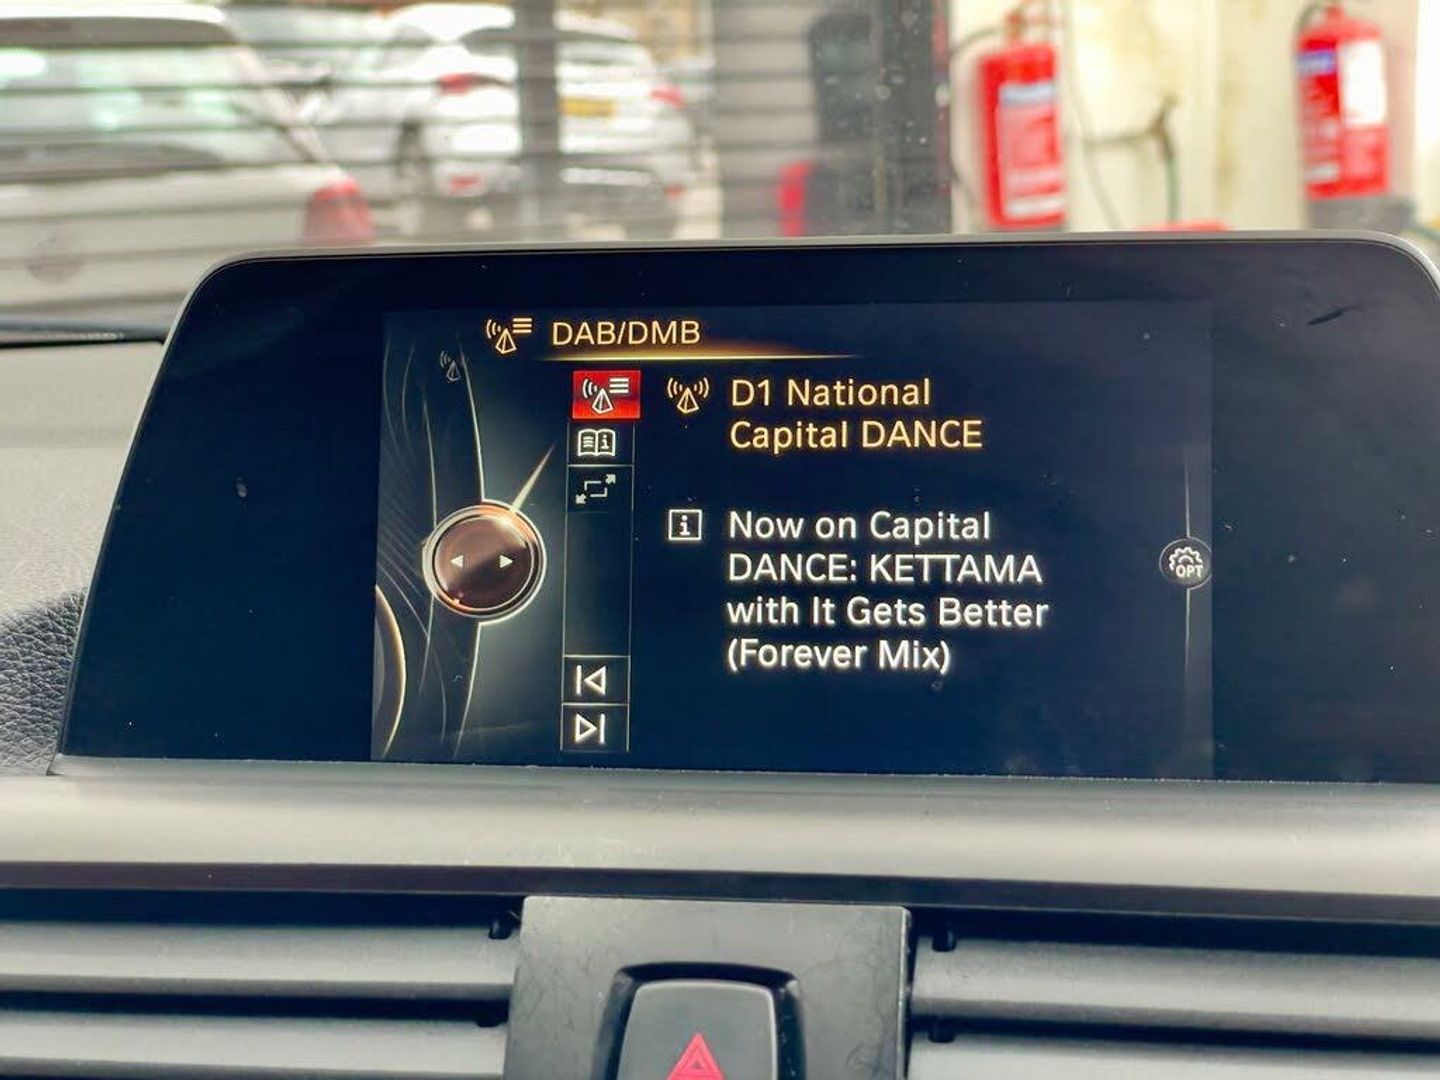 DAB/DMB
D1 National
Capital DANCE
i
Now on Capital
DANCE: KETTAMA
with It Gets Better
(Forever Mix)
OPT